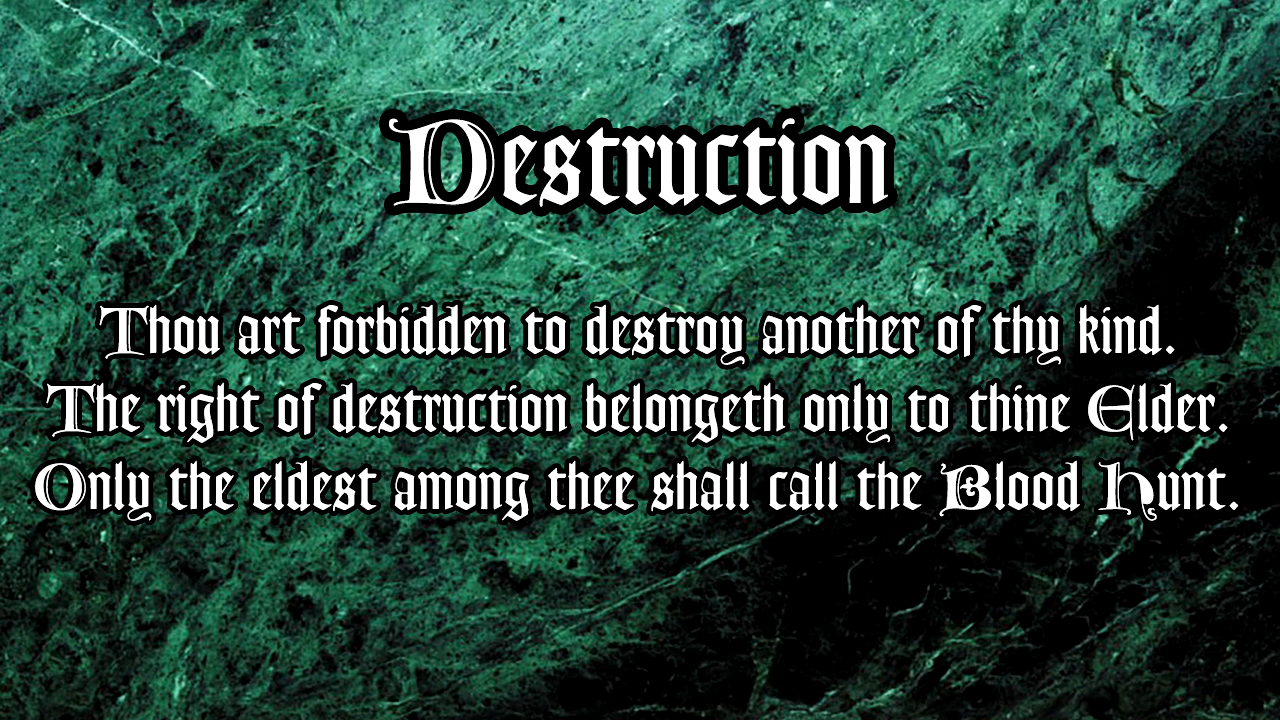 Destruction
Thou art forbidden to destroy another of thy kind.
The right of destruction belongeth only to thine Elder.
Only the eldest among thee shall call the Blood Hunt.